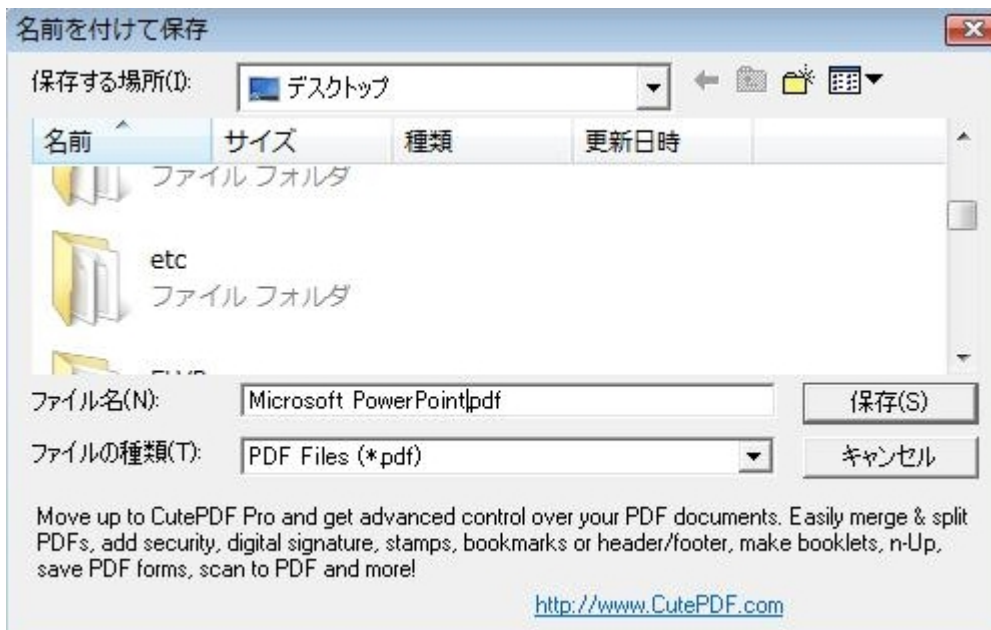 名前を付けて保存
保存する場所(I):
デスクトップ
名前 サイズ 種類 更新日時
ファイル フォルダ
etc
ファイル フォルダ
ファイル名(N): Microsoft PowerPoint.pdf 保存(S)
ファイルの種類(T): PDF Files (*.pdf) キャンセル
Move up to CutePDF Pro and get advanced control over your PDF documents. Easily merge & split
PDFs, add security, digital signature, stamps, bookmarks or header/footer, make booklets, n-Up,
save PDF forms, scan to PDF and more!
http://www.CutePDF.com